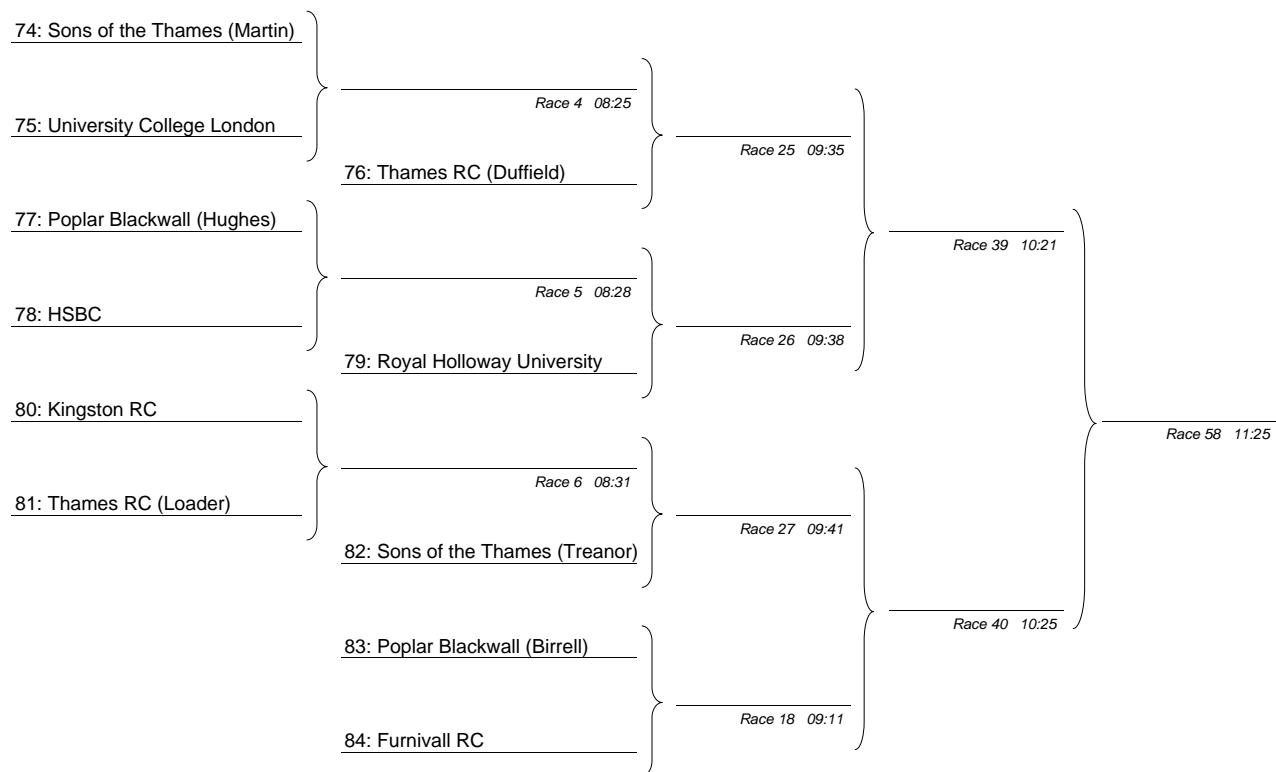 74: Sons of the Thames (Martin)
Race 4 08:25
75: University College London
Race 25 09:35
76: Thames RC (Duffield)
77: Poplar Blackwall (Hughes)
Race 39 10:21
Race 5 08:28
78: HSBC
Race 26 09:38
79: Royal Holloway University
80: Kingston RC
Race 58 11:25
Race 6 08:31
81: Thames RC (Loader)
Race 27 09:41
82: Sons of the Thames (Treanor)
Race 40 10:25
83: Poplar Blackwall (Birrell)
Race 18 09:11
84: Furnivall RC